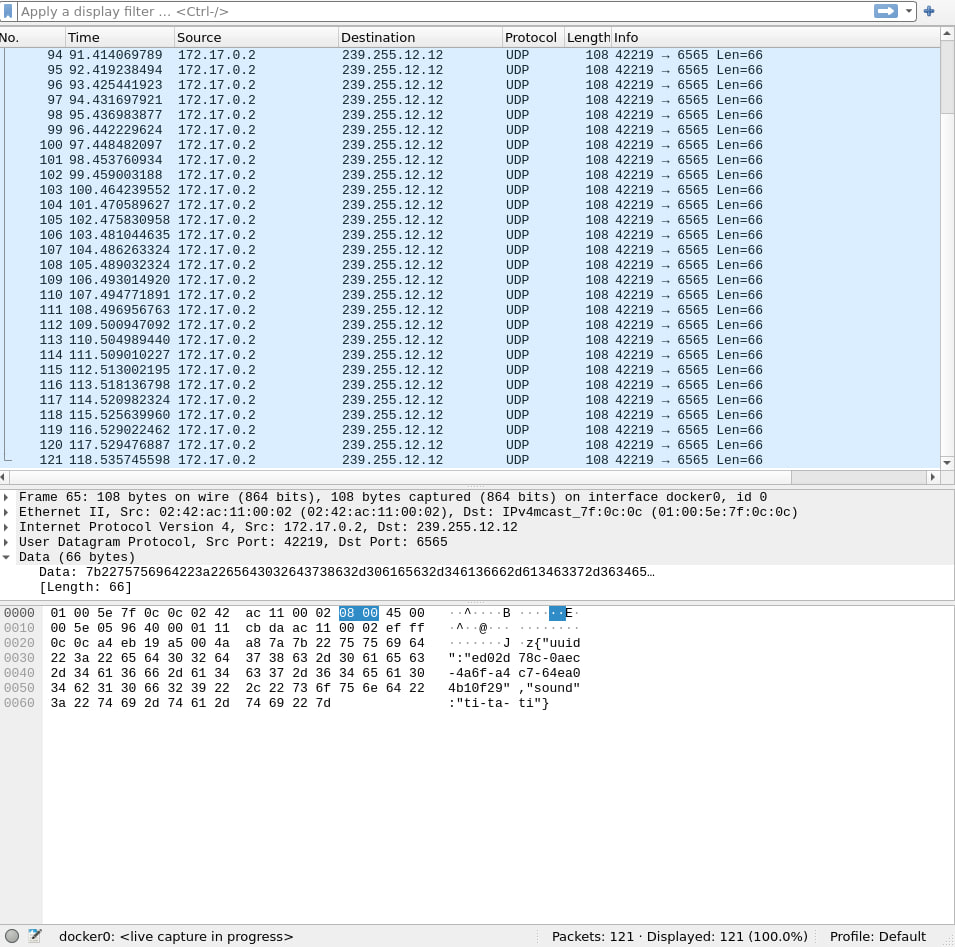 Apply a display filter … <Ctrl-/>
No. Time Source Destination Protocol Length Info
94 91.414069789 172.17.0.2 239.255.12.12 UDP 108 42219 → 6565 Len=66
95 92.419238494 172.17.0.2 239.255.12.12 UDP 108 42219 → 6565 Len=66
96 93.425441923 172.17.0.2 239.255.12.12 UDP 108 42219 → 6565 Len=66
97 94.431697921 172.17.0.2 239.255.12.12 UDP 108 42219 → 6565 Len=66
98 95.436983877 172.17.0.2 239.255.12.12 UDP 108 42219 → 6565 Len=66
99 96.442229624 172.17.0.2 239.255.12.12 UDP 108 42219 → 6565 Len=66
100 97.448482097 172.17.0.2 239.255.12.12 UDP 108 42219 → 6565 Len=66
101 98.453760934 172.17.0.2 239.255.12.12 UDP 108 42219 → 6565 Len=66
102 99.459003188 172.17.0.2 239.255.12.12 UDP 108 42219 → 6565 Len=66
103 100.464239552 172.17.0.2 239.255.12.12 UDP 108 42219 → 6565 Len=66
104 101.470589627 172.17.0.2 239.255.12.12 UDP 108 42219 → 6565 Len=66
105 102.475830958 172.17.0.2 239.255.12.12 UDP 108 42219 → 6565 Len=66
106 103.481044635 172.17.0.2 239.255.12.12 UDP 108 42219 → 6565 Len=66
107 104.486263324 172.17.0.2 239.255.12.12 UDP 108 42219 → 6565 Len=66
108 105.489032324 172.17.0.2 239.255.12.12 UDP 108 42219 → 6565 Len=66
109 106.493014920 172.17.0.2 239.255.12.12 UDP 108 42219 → 6565 Len=66
110 107.494771891 172.17.0.2 239.255.12.12 UDP 108 42219 → 6565 Len=66
111 108.496956763 172.17.0.2 239.255.12.12 UDP 108 42219 → 6565 Len=66
112 109.500947092 172.17.0.2 239.255.12.12 UDP 108 42219 → 6565 Len=66
113 110.504989440 172.17.0.2 239.255.12.12 UDP 108 42219 → 6565 Len=66
114 111.509010227 172.17.0.2 239.255.12.12 UDP 108 42219 → 6565 Len=66
115 112.513002195 172.17.0.2 239.255.12.12 UDP 108 42219 → 6565 Len=66
116 113.518136798 172.17.0.2 239.255.12.12 UDP 108 42219 → 6565 Len=66
117 114.520982324 172.17.0.2 239.255.12.12 UDP 108 42219 → 6565 Len=66
118 115.525639960 172.17.0.2 239.255.12.12 UDP 108 42219 → 6565 Len=66
119 116.529022462 172.17.0.2 239.255.12.12 UDP 108 42219 → 6565 Len=66
120 117.529476887 172.17.0.2 239.255.12.12 UDP 108 42219 → 6565 Len=66
121 118.535745598 172.17.0.2 239.255.12.12 UDP 108 42219 → 6565 Len=66
Frame 65: 108 bytes on wire (864 bits), 108 bytes captured (864 bits) on interface docker0, id 0
Ethernet II, Src: 02:42:ac:11:00:02 (02:42:ac:11:00:02), Dst: IPv4mcast_7f:0c:0c (01:00:5e:7f:0c:0c)
Internet Protocol Version 4, Src: 172.17.0.2, Dst: 239.255.12.12
User Datagram Protocol, Src Port: 42219, Dst Port: 6565
Data (66 bytes)
Data: 7b2275756964223a2265643032643738632d306165632d346136662d613463372d363465…
[Length: 66]
0000 01 00 5e 7f 0c 0c 02 42 ac 11 00 02 08 00 45 00 ··^····B ······E·
0010 00 5e 05 96 40 00 01 11 cb da ac 11 00 02 ef ff ·^··@··· ········
0020 0c 0c a4 eb 19 a5 00 4a a8 7a 7b 22 75 75 69 64 ·······J ·z{"uuid
0030 22 3a 22 65 64 30 32 64 37 38 63 2d 30 61 65 63 ":"ed02d 78c-0aec
0040 2d 34 61 36 66 2d 61 34 63 37 2d 36 34 65 61 30 -4a6f-a4 c7-64ea0
0050 34 62 31 30 66 32 39 22 2c 22 73 6f 75 6e 64 22 4b10f29" ,"sound"
0060 3a 22 74 69 2d 74 61 2d 74 69 22 7d :"ti-ta- ti"}
docker0: <live capture in progress> Packets: 121 · Displayed: 121 (100.0%) Profile: Default